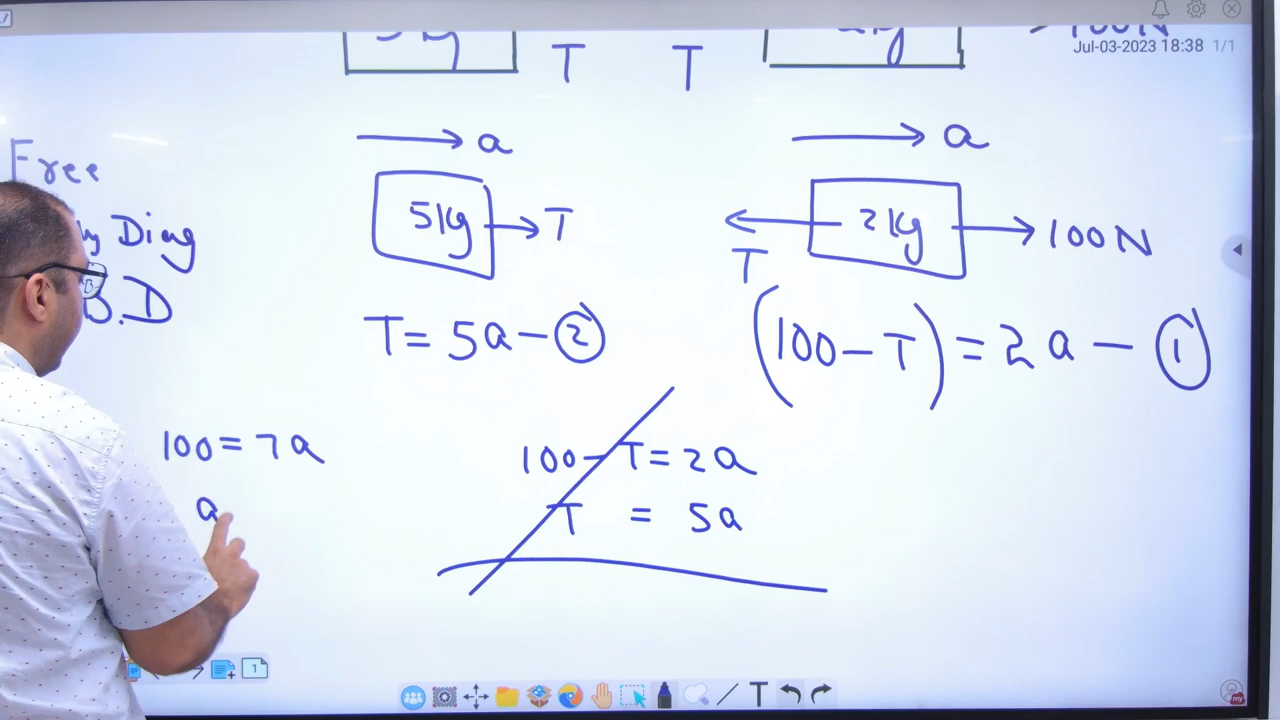 Jul-03-2023 18:38 1/1
T T
a a
Free
Diag
B.D
5kg T
2kg 100N
T
T = 5a - ②
(100 - T) = 2a - ①
100 = 7a
100 - T = 2a
a
T = 5a
1
T